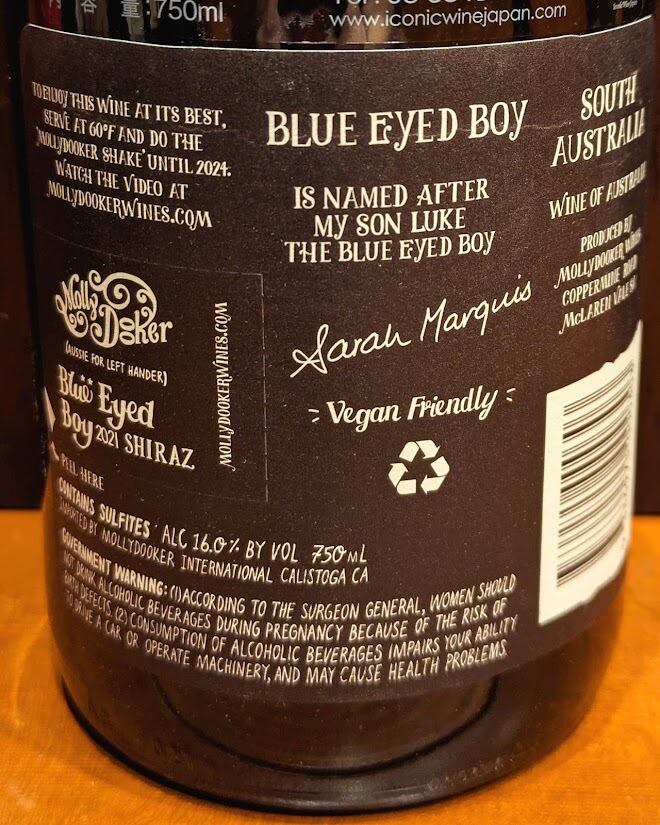 内容量:750ml
www.iconicwinejapan.com
TO ENJOY THIS WINE AT ITS BEST,
SERVE AT 60°F AND DO THE
'MOLLYDOOKER SHAKE' UNTIL 2024.
WATCH THE VIDEO AT
MOLLYDOOKERWINES.COM
Molly
Dooker
(AUSSIE FOR LEFT HANDER)
Blue Eyed
Boy 2021 SHIRAZ
MOLLYDOOKERWINES.COM
PEEL HERE
BLUE EYED BOY
IS NAMED AFTER
MY SON LUKE
THE BLUE EYED BOY
Sarah Marquis
Vegan Friendly
SOUTH
AUSTRALIA
WINE OF AUSTRALIA
PRODUCED BY
MOLLYDOOKER WINES
COPPERMINE ROAD
McLAREN VALE SA
CONTAINS SULFITES ALC 16.0% BY VOL 750ML
IMPORTED BY MOLLYDOOKER INTERNATIONAL CALISTOGA CA
GOVERNMENT WARNING: (1) ACCORDING TO THE SURGEON GENERAL, WOMEN SHOULD
NOT DRINK ALCOHOLIC BEVERAGES DURING PREGNANCY BECAUSE OF THE RISK OF
BIRTH DEFECTS. (2) CONSUMPTION OF ALCOHOLIC BEVERAGES IMPAIRS YOUR ABILITY
TO DRIVE A CAR OR OPERATE MACHINERY, AND MAY CAUSE HEALTH PROBLEMS.